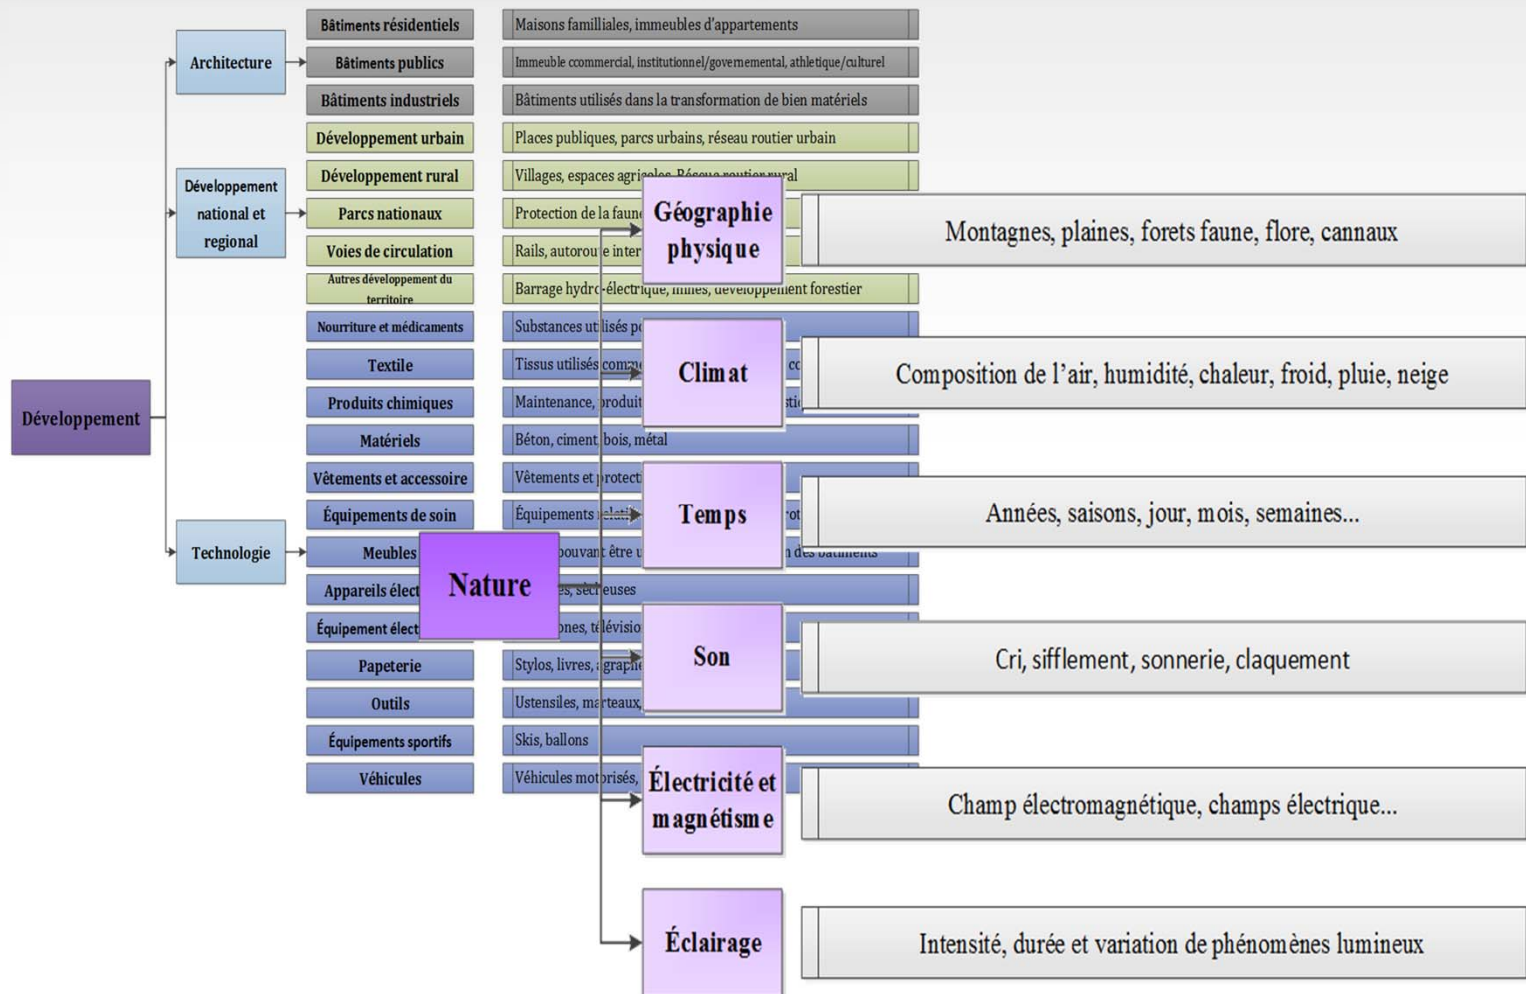 Bâtiments résidentiels
Maisons familliales, immeubles d'appartements
Architecture
Bâtiments publics
Immeuble ccommercial, institutionnel/governemental, athletique/culturel
Bâtiments industriels
Bâtiments utilisés dans la transformation de bien matériels
Développement urbain
Places publiques, parcs urbains, réseau routier urbain
Développement
national et
regional
Développement rural
Villages, espaces agricoles, Réseau routier rural
Parcs nationaux
Protection de la faune
Voies de circulation
Rails, autoroute
Autres développement du
territoire
Barrage hydro-électrique, mines, développement forestier
Développement
Nourriture et médicaments
Substances utilisés
Textile
Tissus utilisés comme
Produits chimiques
Maintenance,
Matériels
Béton, ciment, bois, métal
Vêtements et accessoire
Vêtements et
Équipements de soin
Équipements
Technologie
Meubles
pouvant être
des bâtiments
Appareils
sécheuses
Équipement
Papeterie
Stylos, livres,
Outils
Ustensiles, marteaux,
Équipements sportifs
Skis, ballons
Véhicules
Véhicules motorisés,
Nature
Géographie
physique
Montagnes, plaines, forets faune, flore, cannaux
Climat
Composition de l'air, humidité, chaleur, froid, pluie, neige
Temps
Années, saisons, jour, mois, semaines...
Son
Cri, sifflement, sonnerie, claquement
Électricité et
magnétisme
Champ électromagnétique, champs électrique...
Éclairage
Intensité, durée et variation de phénomènes lumineux